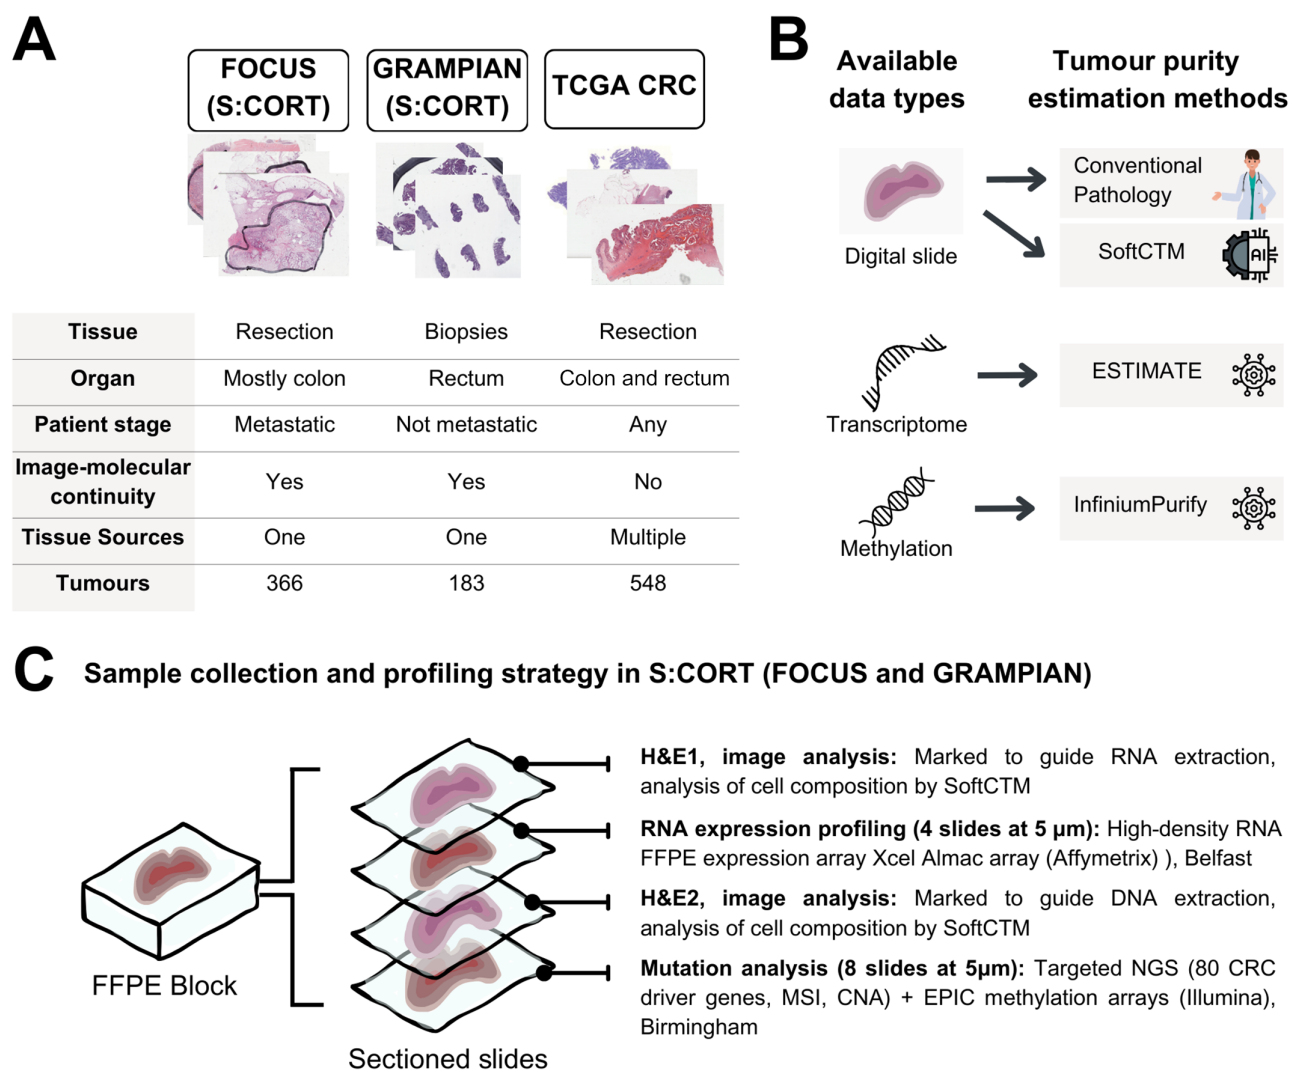 A
FOCUS
(S:CORT)
GRAMPIAN
(S:CORT)
TCGA CRC
Tissue Resection Biopsies Resection
Organ Mostly colon Rectum Colon and rectum
Patient stage Metastatic Not metastatic Any
Image-molecular
continuity Yes Yes No
Tissue Sources One One Multiple
Tumours 366 183 548
B
Available
data types
Tumour purity
estimation methods
Digital slide
Conventional
Pathology
SoftCTM
AI
Transcriptome
ESTIMATE
Methylation
InfiniumPurify
C
Sample collection and profiling strategy in S:CORT (FOCUS and GRAMPIAN)
FFPE Block
Sectioned slides
H&E1, image analysis: Marked to guide RNA extraction,
analysis of cell composition by SoftCTM
RNA expression profiling (4 slides at 5 µm): High-density RNA
FFPE expression array Xcel Almac array (Affymetrix) ), Belfast
H&E2, image analysis: Marked to guide DNA extraction,
analysis of cell composition by SoftCTM
Mutation analysis (8 slides at 5µm): Targeted NGS (80 CRC
driver genes, MSI, CNA) + EPIC methylation arrays (Illumina),
Birmingham